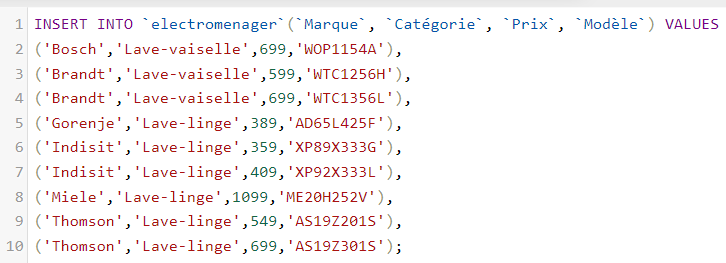 1 INSERT INTO `electromenager`(`Marque`, `Catégorie`, `Prix`, `Modèle`) VALUES
2 ('Bosch','Lave-vaiselle',699,'WOP1154A'),
3 ('Brandt','Lave-vaiselle',599,'WTC1256H'),
4 ('Brandt','Lave-vaiselle',699,'WTC1356L'),
5 ('Gorenje','Lave-linge',389,'AD65L425F'),
6 ('Indisit','Lave-linge',359,'XP89X333G'),
7 ('Indisit','Lave-linge',409,'XP92X333L'),
8 ('Miele','Lave-linge',1099,'ME20H252V'),
9 ('Thomson','Lave-linge',549,'AS19Z201S'),
10 ('Thomson','Lave-linge',699,'AS19Z301S');